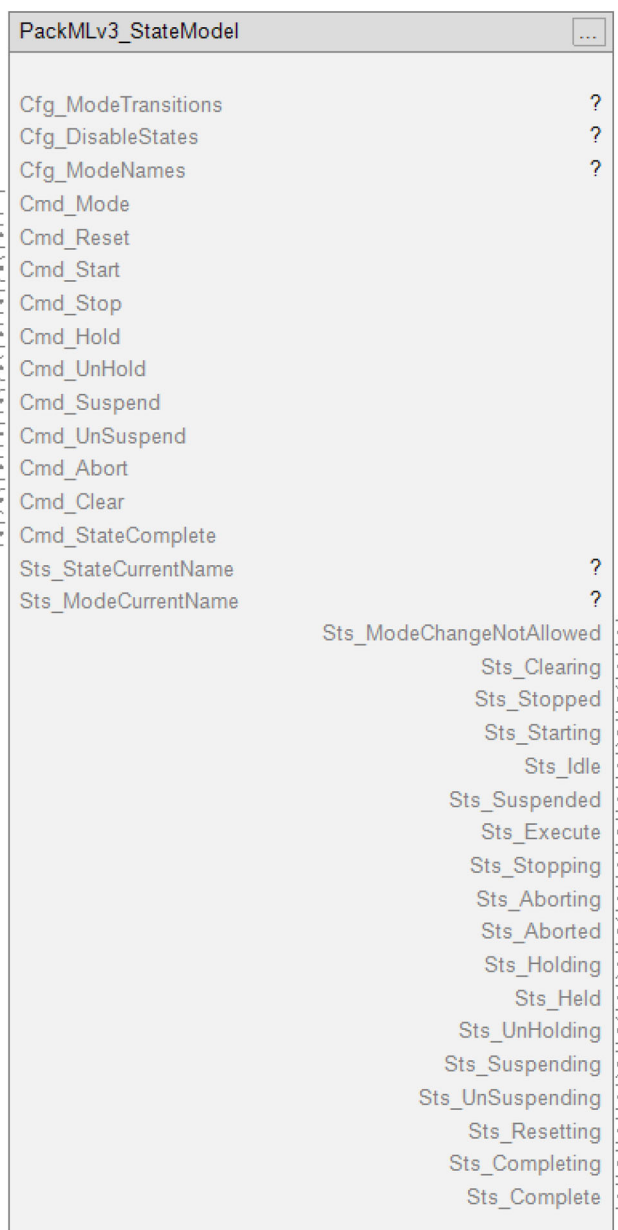 PackMLv3_StateModel ...
Cfg_ModeTransitions ?
Cfg_DisableStates ?
Cfg_ModeNames ?
Cmd_Mode
Cmd_Reset
Cmd_Start
Cmd_Stop
Cmd_Hold
Cmd_UnHold
Cmd_Suspend
Cmd_UnSuspend
Cmd_Abort
Cmd_Clear
Cmd_StateComplete
Sts_StateCurrentName ?
Sts_ModeCurrentName ?
Sts_ModeChangeNotAllowed
Sts_Clearing
Sts_Stopped
Sts_Starting
Sts_Idle
Sts_Suspended
Sts_Execute
Sts_Stopping
Sts_Aborting
Sts_Aborted
Sts_Holding
Sts_Held
Sts_UnHolding
Sts_Suspending
Sts_UnSuspending
Sts_Resetting
Sts_Completing
Sts_Complete